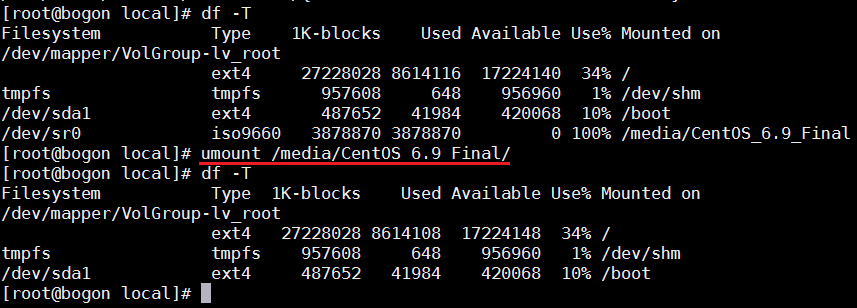 [root@bogon local]# df -T
Filesystem           Type  1K-blocks    Used Available Use% Mounted on
/dev/mapper/VolGroup-lv_root
                     ext4   27228028 8614116  17224140  34% /
tmpfs                tmpfs    957608     648    956960   1% /dev/shm
/dev/sda1            ext4     487652   41984    420068  10% /boot
/dev/sr0             iso9660  3878870 3878870         0 100% /media/CentOS_6.9_Final
[root@bogon local]# umount /media/CentOS_6.9_Final/
[root@bogon local]# df -T
Filesystem           Type  1K-blocks    Used Available Use% Mounted on
/dev/mapper/VolGroup-lv_root
                     ext4   27228028 8614108  17224148  34% /
tmpfs                tmpfs    957608     648    956960   1% /dev/shm
/dev/sda1            ext4     487652   41984    420068  10% /boot
[root@bogon local]#